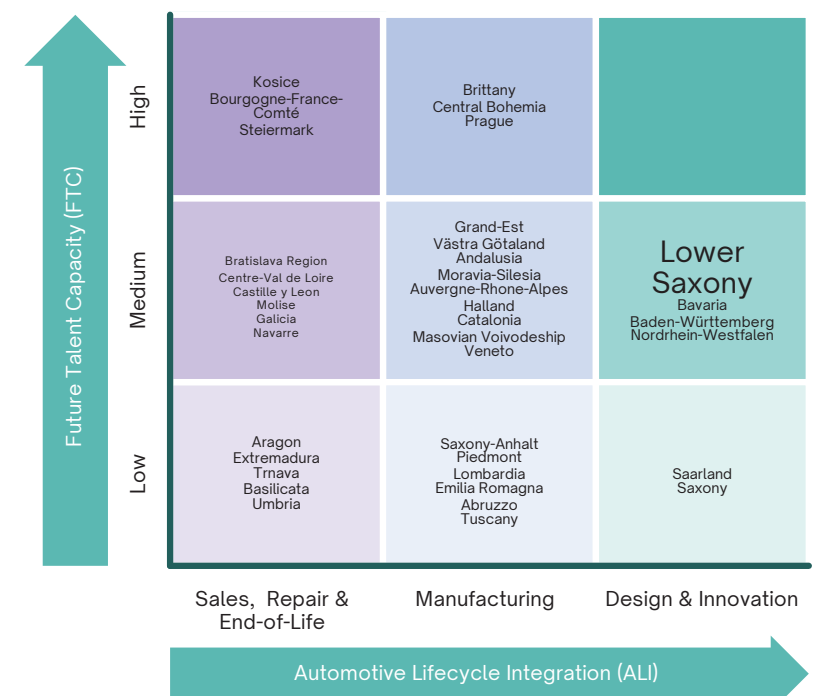 Future Talent Capacity (FTC)
High
Kosice
Bourgogne-France-
Comté
Steiermark
Brittany
Central Bohemia
Prague
Medium
Bratislava Region
Centre-Val de Loire
Castille y Leon
Molise
Galicia
Navarre
Grand-Est
Västra Götaland
Andalusia
Moravia-Silesia
Auvergne-Rhone-Alpes
Halland
Catalonia
Masovian Voivodeship
Veneto
Lower
Saxony
Bavaria
Baden-Württemberg
Nordrhein-Westfalen
Low
Aragon
Extremadura
Trnava
Basilicata
Umbria
Saxony-Anhalt
Piedmont
Lombardia
Emilia Romagna
Abruzzo
Tuscany
Saarland
Saxony
Sales, Repair &
End-of-Life
Manufacturing
Design & Innovation
Automotive Lifecycle Integration (ALI)